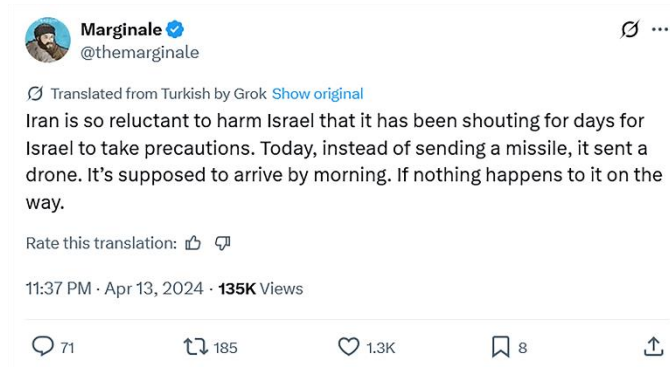 Marginale
@themarginale
Translated from Turkish by Grok Show original
Iran is so reluctant to harm Israel that it has been shouting for days for
Israel to take precautions. Today, instead of sending a missile, it sent a
drone. It’s supposed to arrive by morning. If nothing happens to it on the
way.
Rate this translation:
11:37 PM · Apr 13, 2024 · 135K Views
71 185 1.3K 8